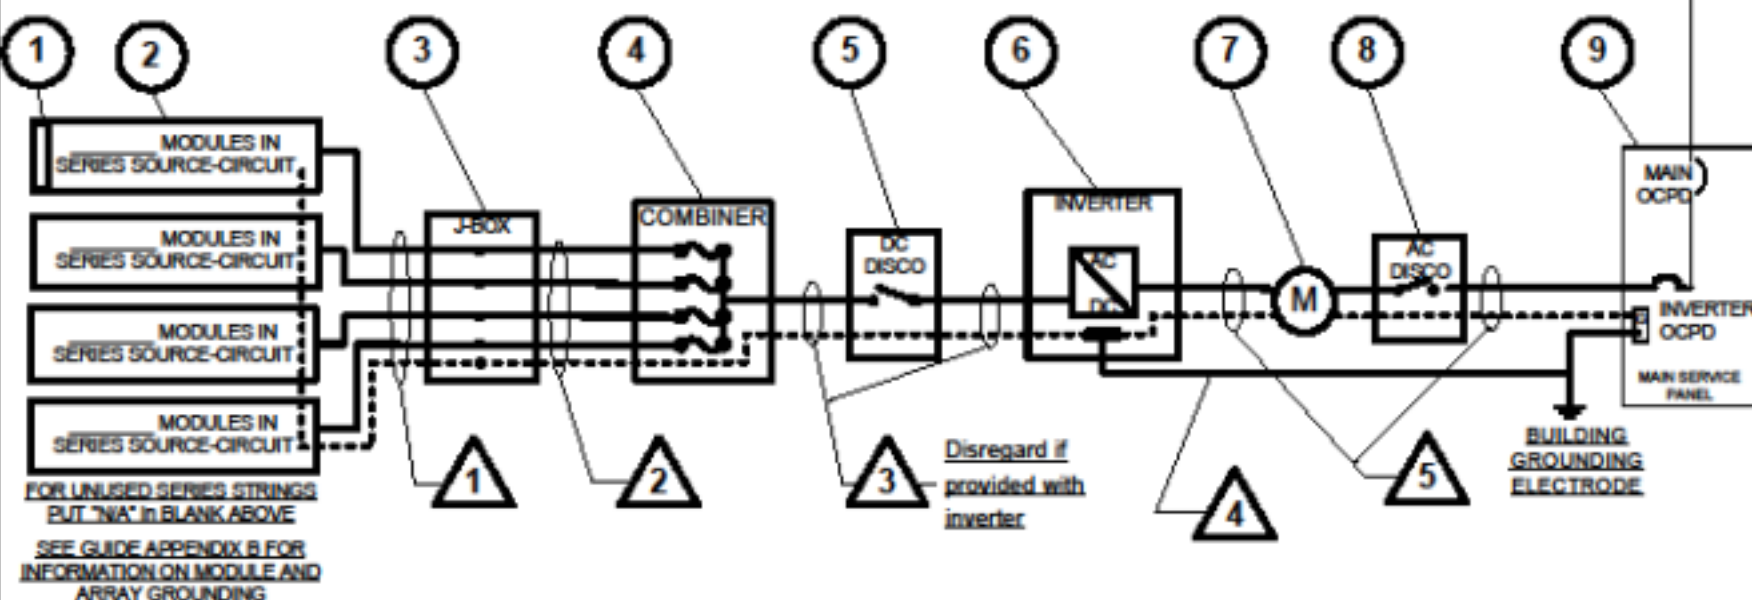 1 2 3 4 5 6 7 8 9
MODULES IN
SERIES SOURCE-CIRCUIT
MODULES IN
SERIES SOURCE-CIRCUIT
MODULES IN
SERIES SOURCE-CIRCUIT
MODULES IN
SERIES SOURCE-CIRCUIT
FOR UNUSED SERIES STRINGS
PUT "N/A" in BLANK ABOVE
SEE GUIDE APPENDIX B FOR
INFORMATION ON MODULE AND
ARRAY GROUNDING
J-BOX
COMBINER
DC
DISCO
INVERTER
AC
DC
M
AC
DISCO
MAIN
OCPD
INVERTER
OCPD
MAIN SERVICE
PANEL
BUILDING
GROUNDING
ELECTRODE
1
2
3
Disregard if
provided with
inverter
4
5